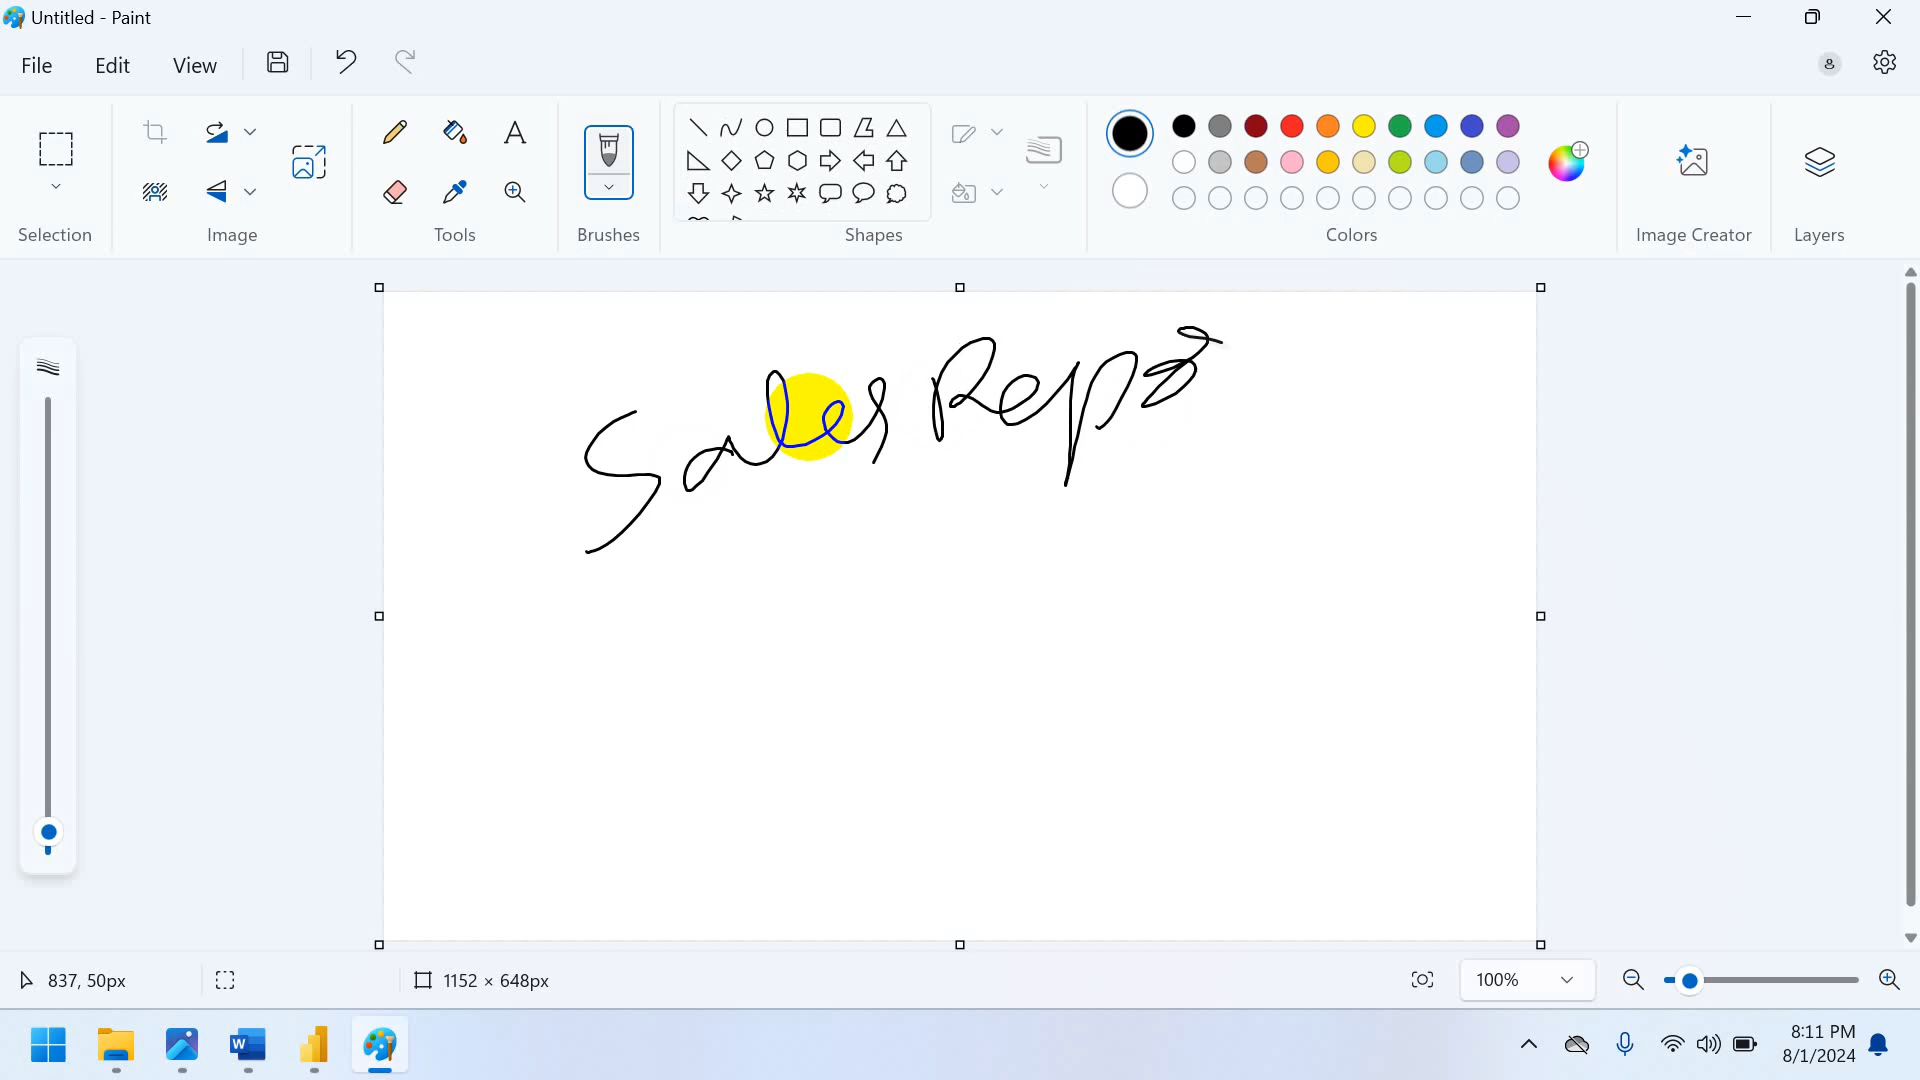 Untitled - Paint
File Edit View
Selection Image Tools Brushes Shapes Colors Image Creator Layers
Sales
837, 50px 1152 × 648px 100%
8:11 PM
8/1/2024